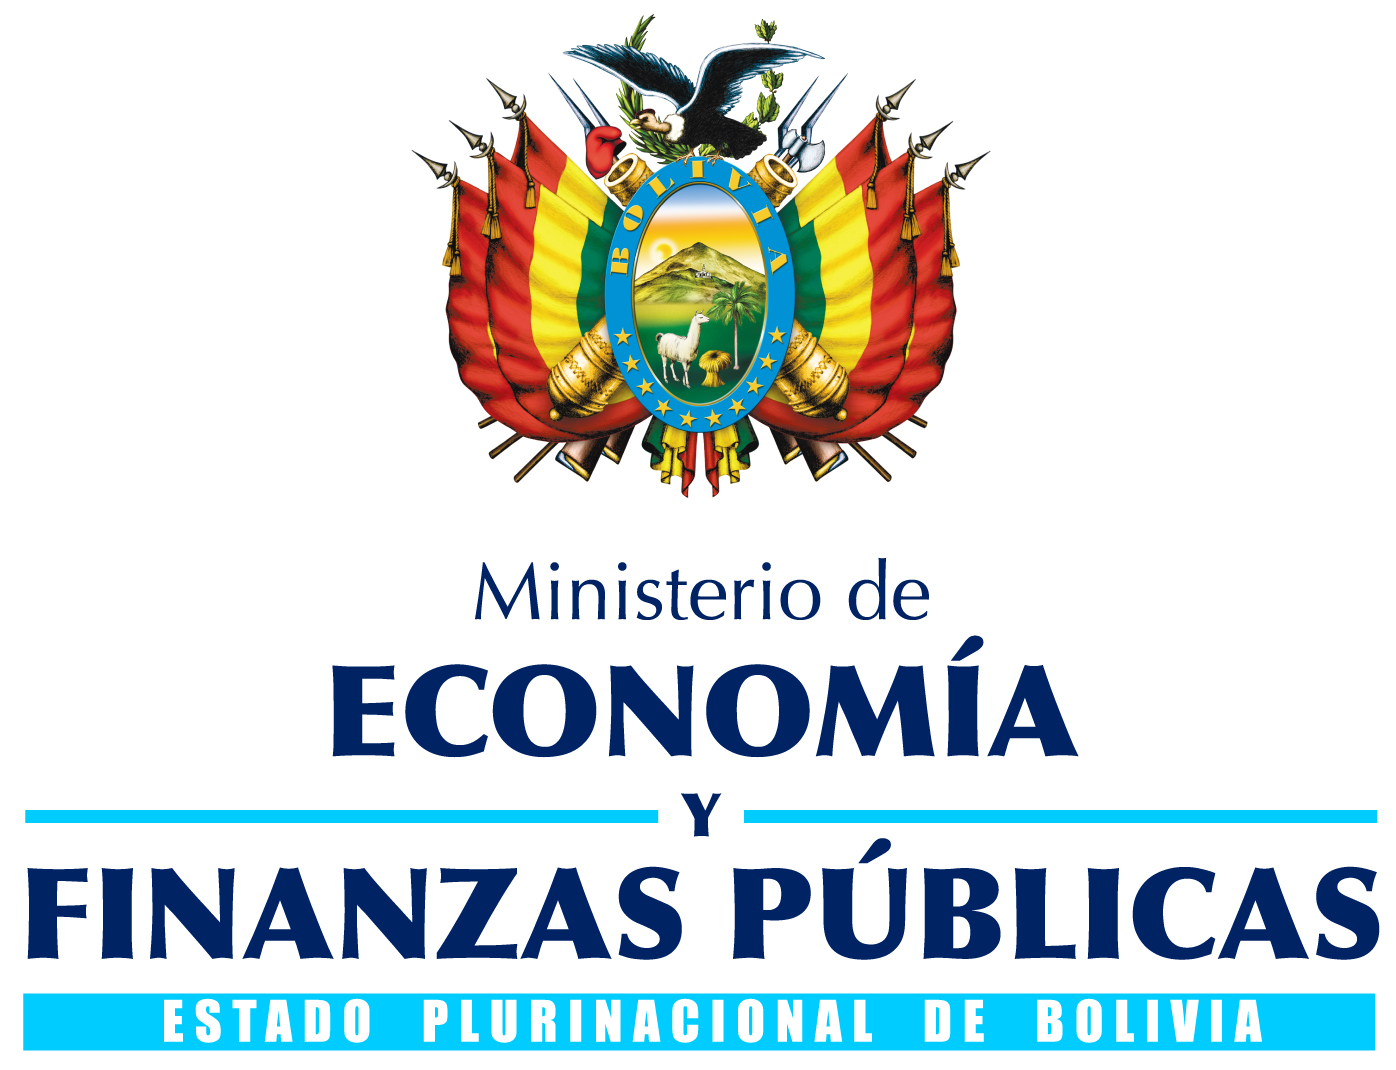 BOLIVIA
Ministerio de
ECONOMÍA
Y
FINANZAS PÚBLICAS
ESTADO PLURINACIONAL DE BOLIVIA